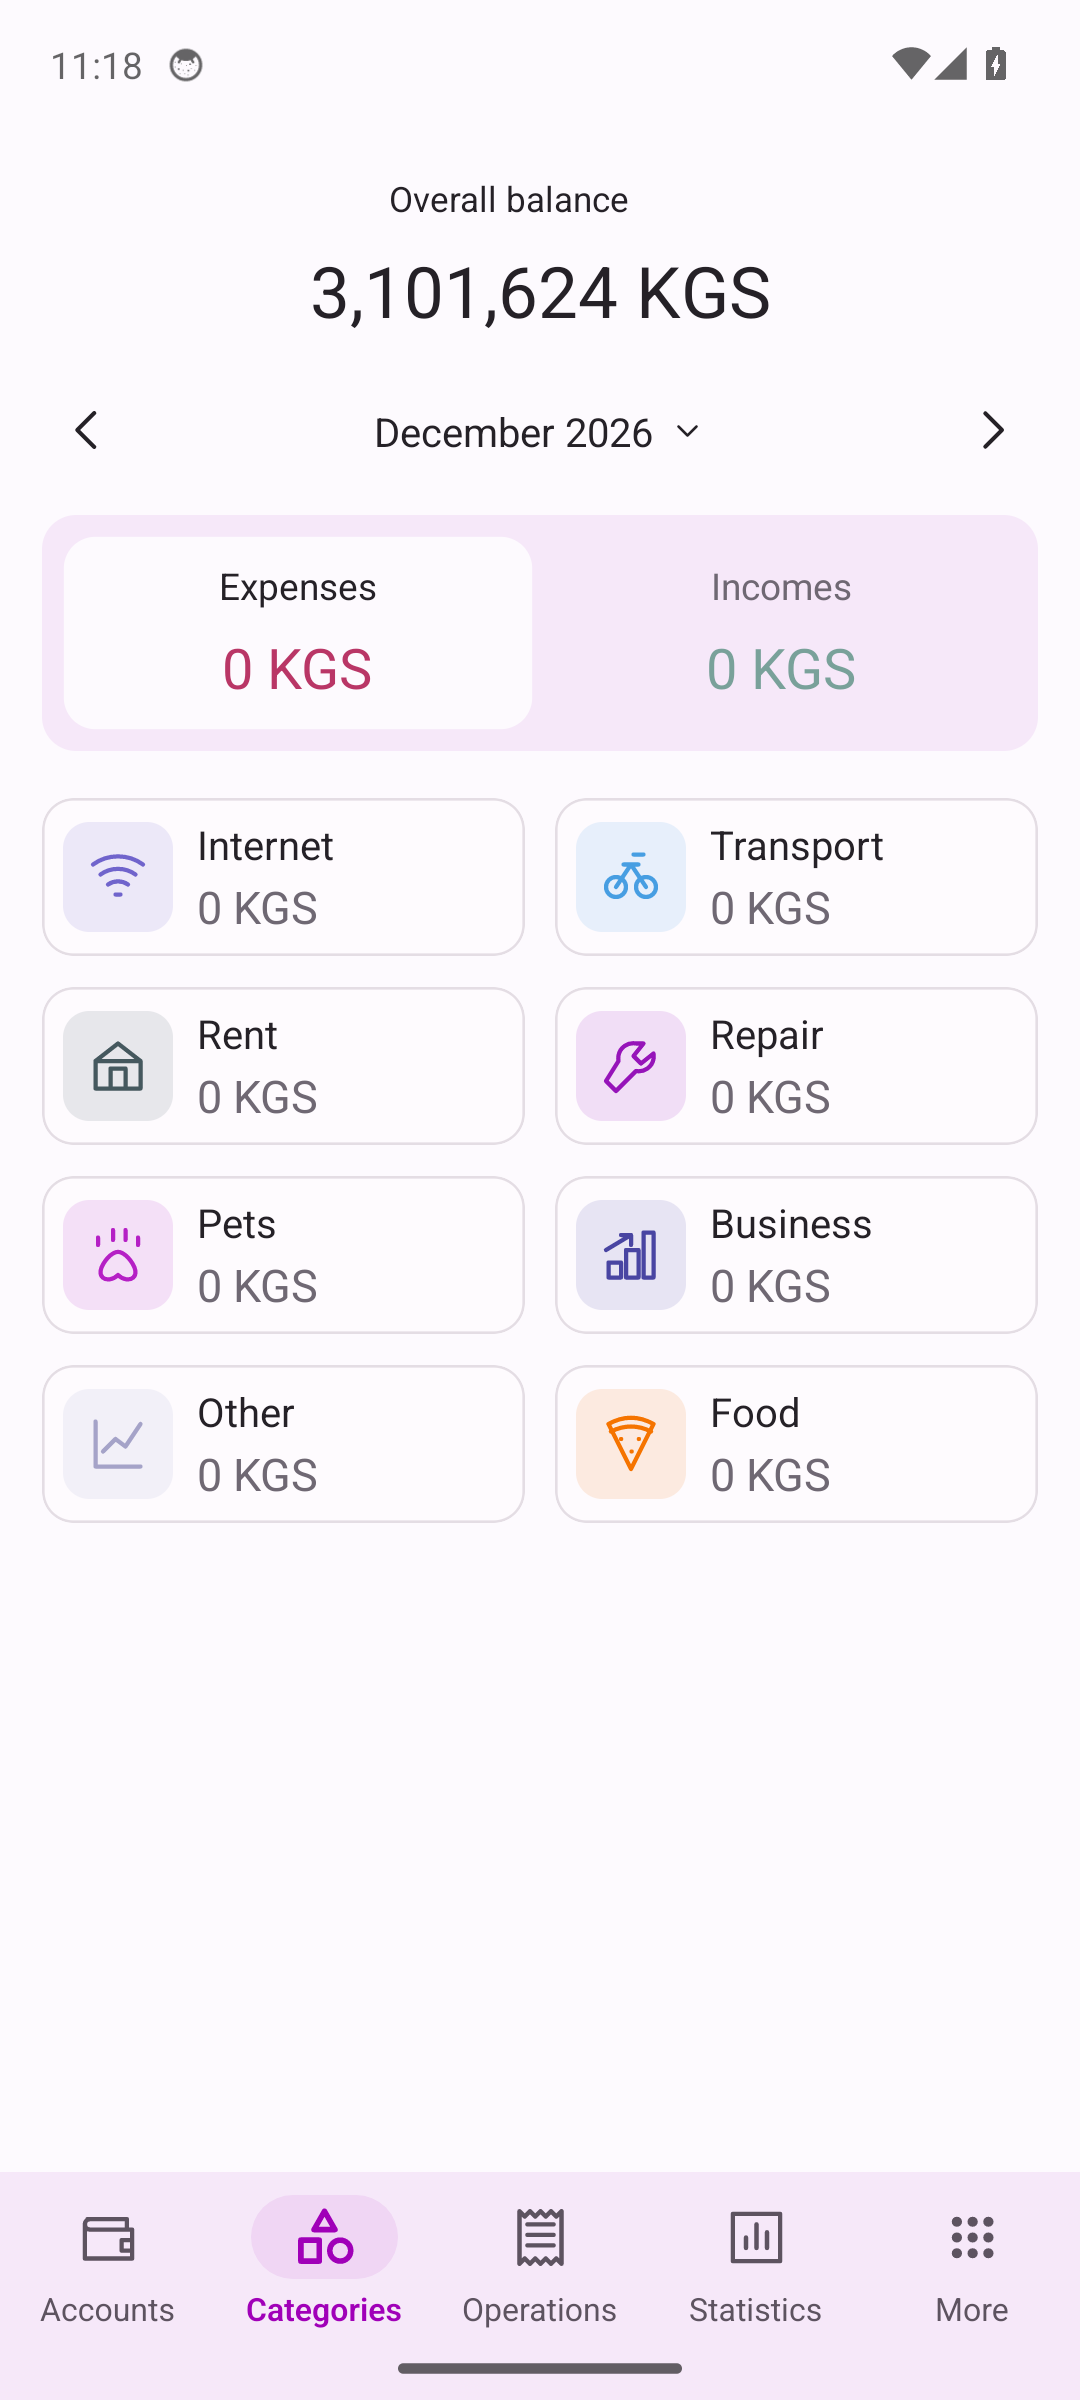 11:18
Overall balance
3,101,624 KGS
December 2026
Expenses
0 KGS
Incomes
0 KGS
Internet
0 KGS
Transport
0 KGS
Rent
0 KGS
Repair
0 KGS
Pets
0 KGS
Business
0 KGS
Other
0 KGS
Food
0 KGS
Accounts
Categories
Operations
Statistics
More